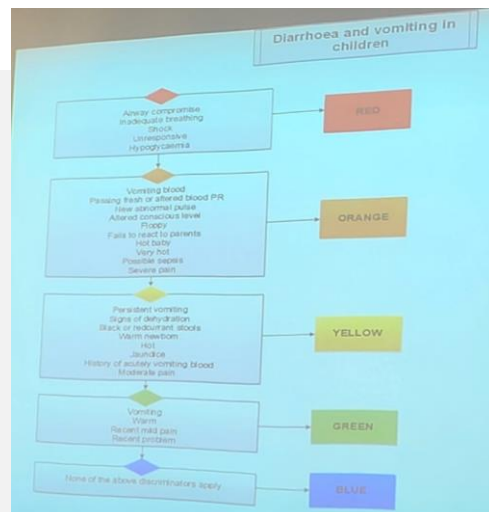 Diarrhoea and vomiting in
children
Airway compromise
Inadequate breathing
Shock
Unresponsive
Hypoglycaemia
RED
Vomiting blood
Passing fresh or altered blood PR
New abnormal pulse
Altered conscious level
Floppy
Fails to react to parents
Hot baby
Very hot
Possible sepsis
Severe pain
ORANGE
Persistent vomiting
Signs of dehydration
Black or redcurrant stools
Warm newborn
Hot
Jaundice
History of acutely vomiting blood
Moderate pain
YELLOW
Vomiting
Warm
Recent mild pain
Recent problem
GREEN
None of the above discriminators apply
BLUE